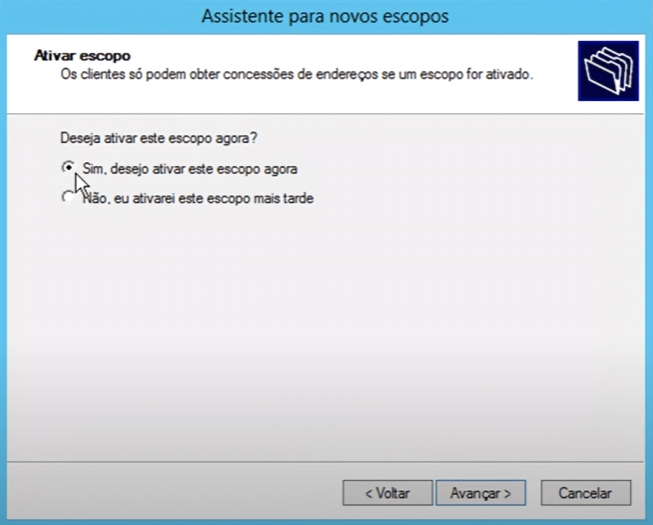 Assistente para novos escopos
Ativar escopo
Os clientes só podem obter concessões de endereços se um escopo for ativado.
Deseja ativar este escopo agora?
Sim, desejo ativar este escopo agora
Não, eu ativarei este escopo mais tarde
< Voltar
Avançar >
Cancelar